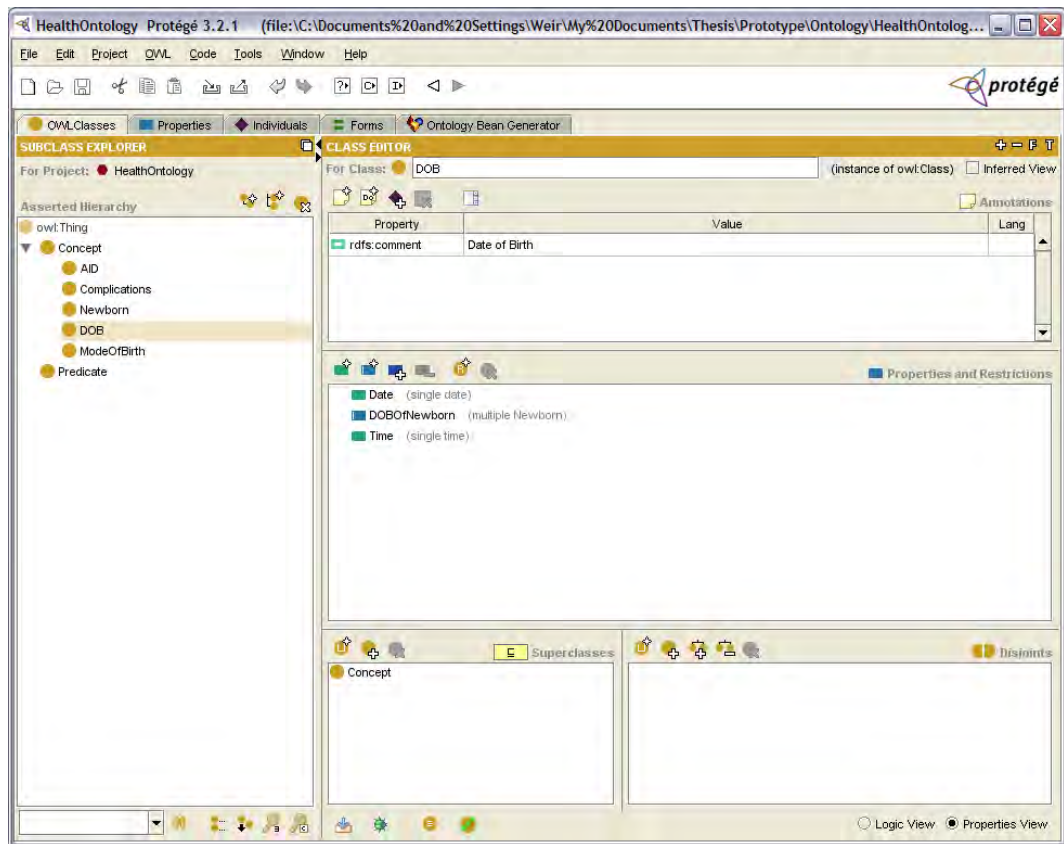 HealthOntology Protégé 3.2.1 (file:\C:\Documents%20and%20Settings\Weir\My%20Documents\Thesis\Prototype\Ontology\HealthOntolog...
File Edit Project OWL Code Tools Window Help
protégé
OWLClasses Properties Individuals Forms Ontology Bean Generator
SUBCLASS EXPLORER
For Project: HealthOntology
Asserted Hierarchy
owl:Thing
Concept
AID
Complications
Newborn
DOB
ModeOfBirth
Predicate
CLASS EDITOR
For Class: DOB (instance of owl:Class) Inferred View
Annotations
Property Value Lang
rdfs:comment Date of Birth
Properties and Restrictions
Date (single date)
DOBOfNewborn (multiple Newborn)
Time (single time)
Superclasses
Concept
Disjoints
Logic View Properties View